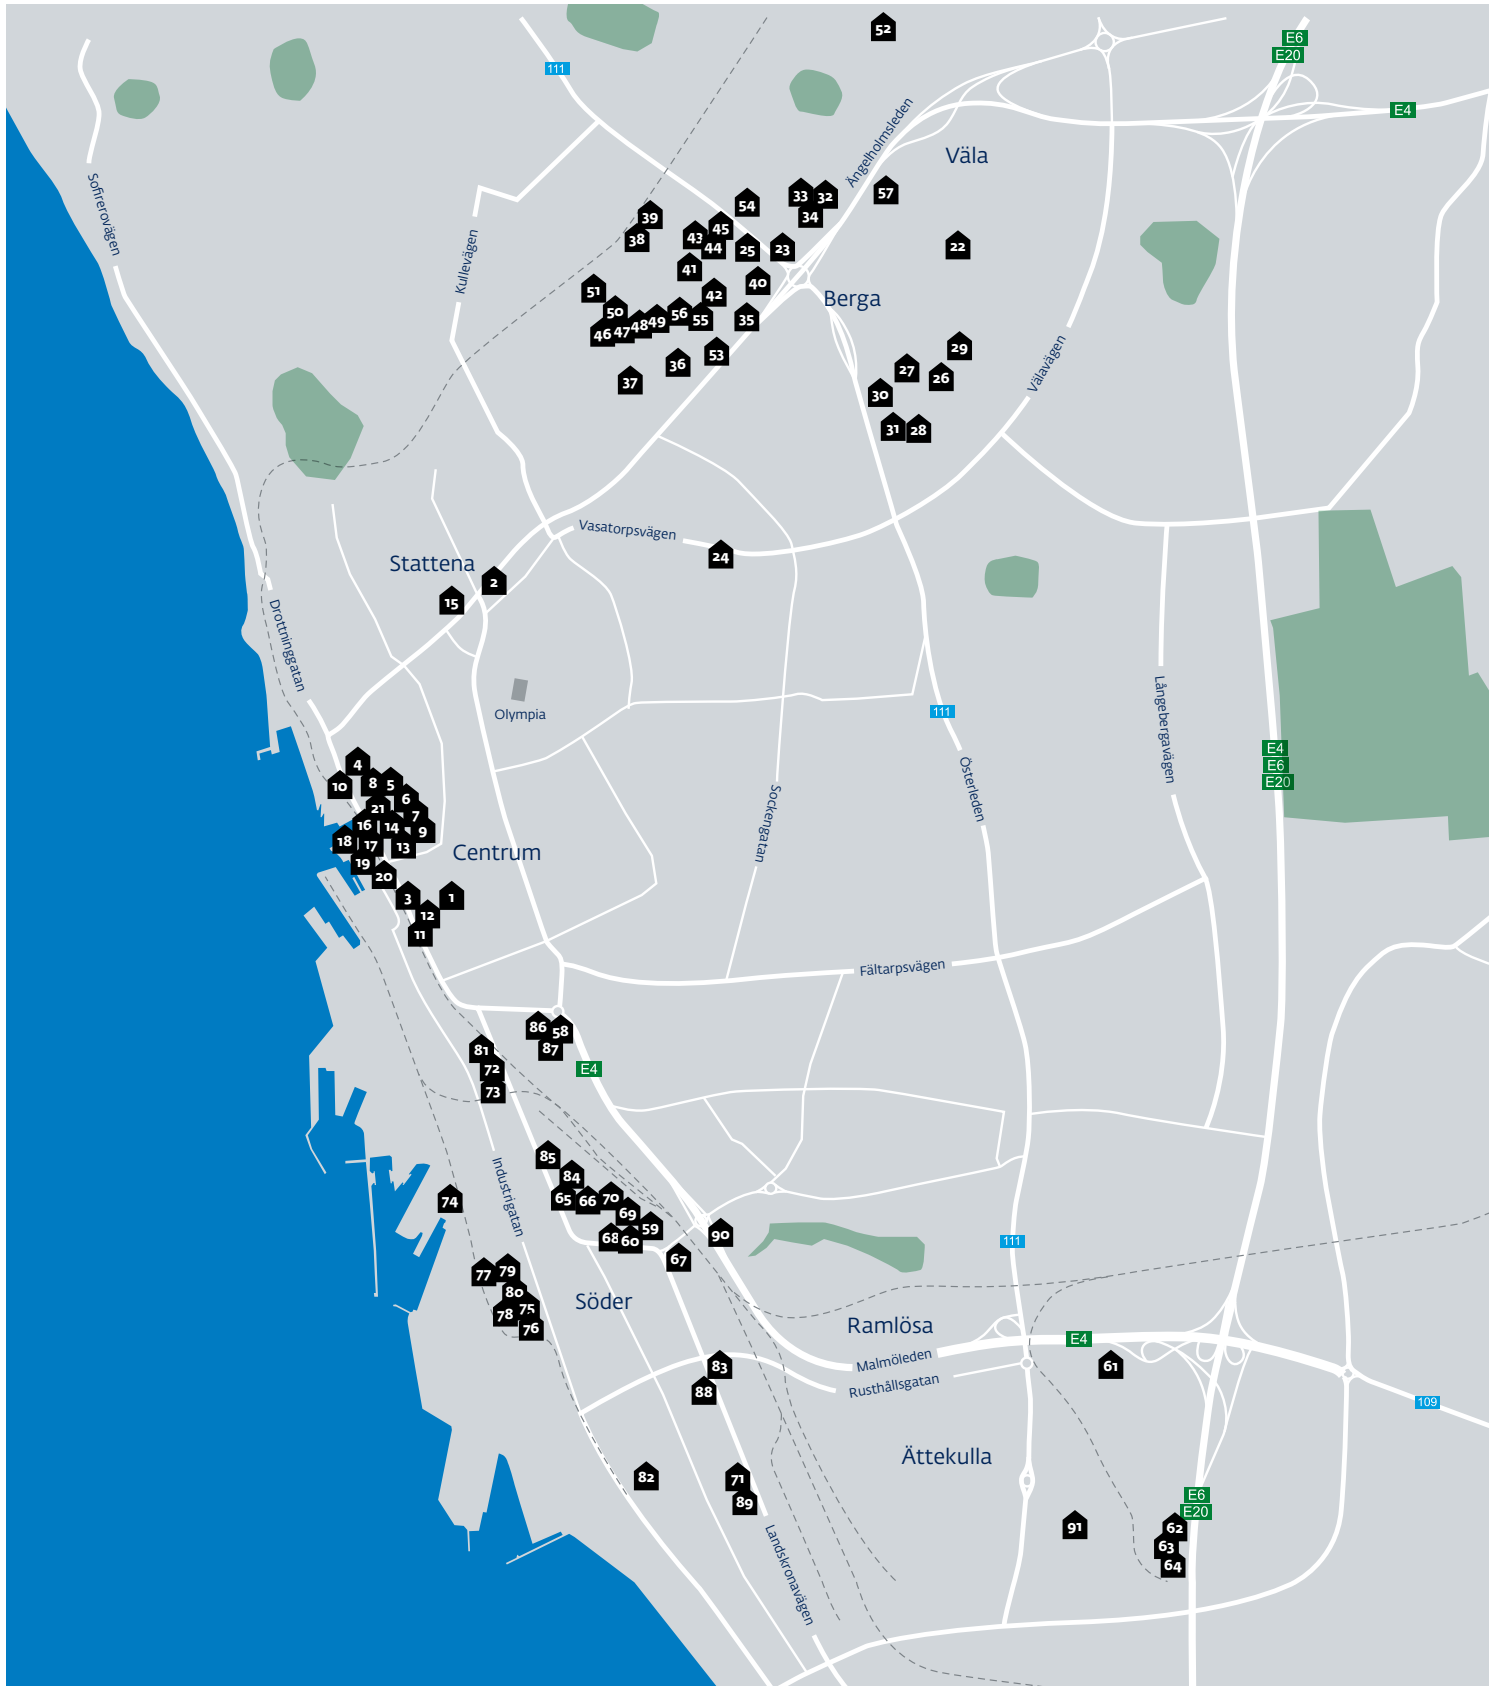 52
E6
E20
111
E4
Ängelholmsleden
Väla
Sofierovägen
33
32
57
54
34
39
45
43
38
44
25
23
22
Kullevägen
41
40
51
42
Berga
50
56
55
35
49
48
47
46
29
53
36
27
26
37
30
Välavägen
31
28
Vasatorpsvägen
24
Stattena
2
15
Drottninggatan
Långebergavägen
Olympia
111
E4
E6
E20
4
10
8
5
6
21
7
16
14
9
18
17
13
19
20
Österleden
Sockengatan
Centrum
3
1
12
11
Fältarpsvägen
86
58
87
81
72
73
E4
85
84
65
66
70
69
59
68
60
67
90
74
Industrigatan
111
77
79
80
75
78
76
Söder
Ramlösa
Malmöleden
E4
61
83
88
Rusthållsgatan
109
Ättekulla
82
71
89
E6
E20
91
62
63
64
Landskronavägen